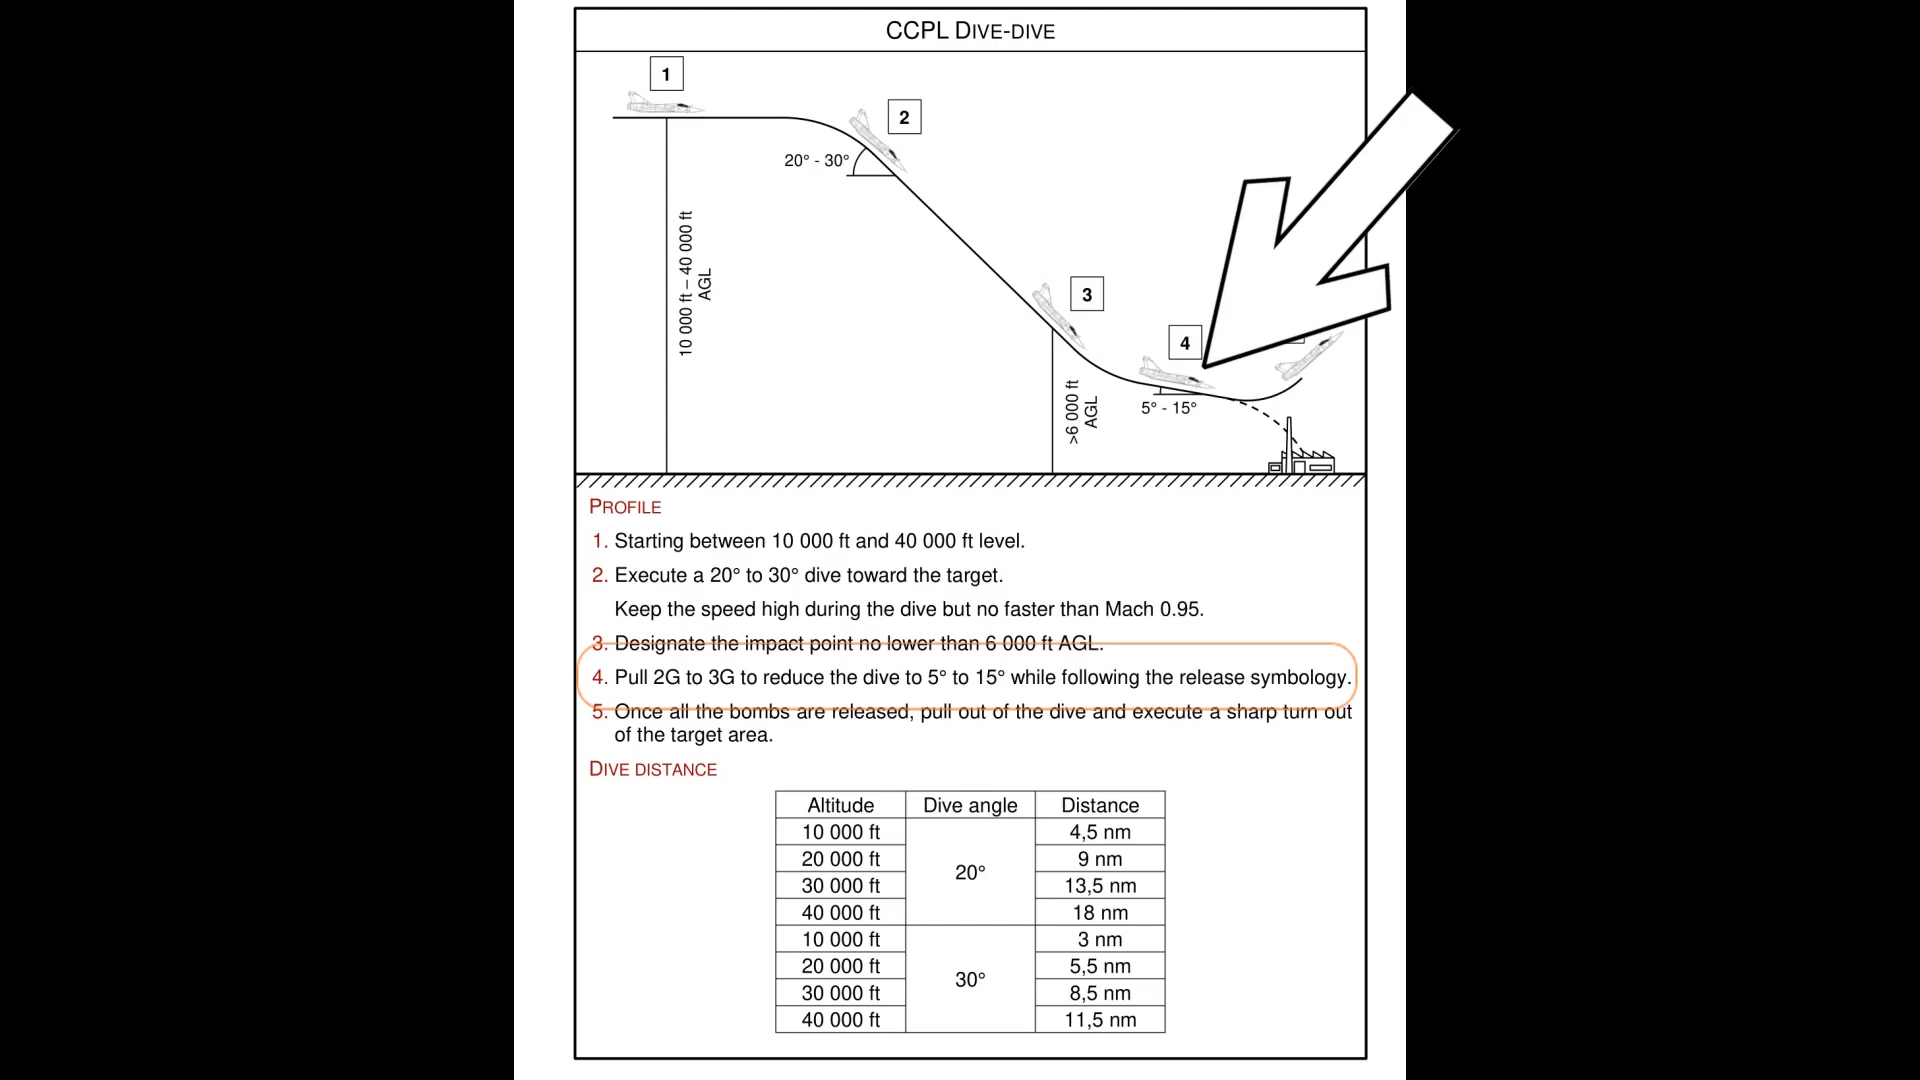 CCPL DIVE-DIVE
1
2
20° - 30°
10 000 ft – 40 000 ft
AGL
3
4
>6 000 ft
AGL
5° - 15°
PROFILE
1. Starting between 10 000 ft and 40 000 ft level.
2. Execute a 20° to 30° dive toward the target.
Keep the speed high during the dive but no faster than Mach 0.95.
3. Designate the impact point no lower than 6 000 ft AGL.
4. Pull 2G to 3G to reduce the dive to 5° to 15° while following the release symbology.
5. Once all the bombs are released, pull out of the dive and execute a sharp turn out
of the target area.
DIVE DISTANCE
Altitude Dive angle Distance
10 000 ft 4,5 nm
20 000 ft 9 nm
20°
30 000 ft 13,5 nm
40 000 ft 18 nm
10 000 ft 3 nm
20 000 ft 5,5 nm
30°
30 000 ft 8,5 nm
40 000 ft 11,5 nm